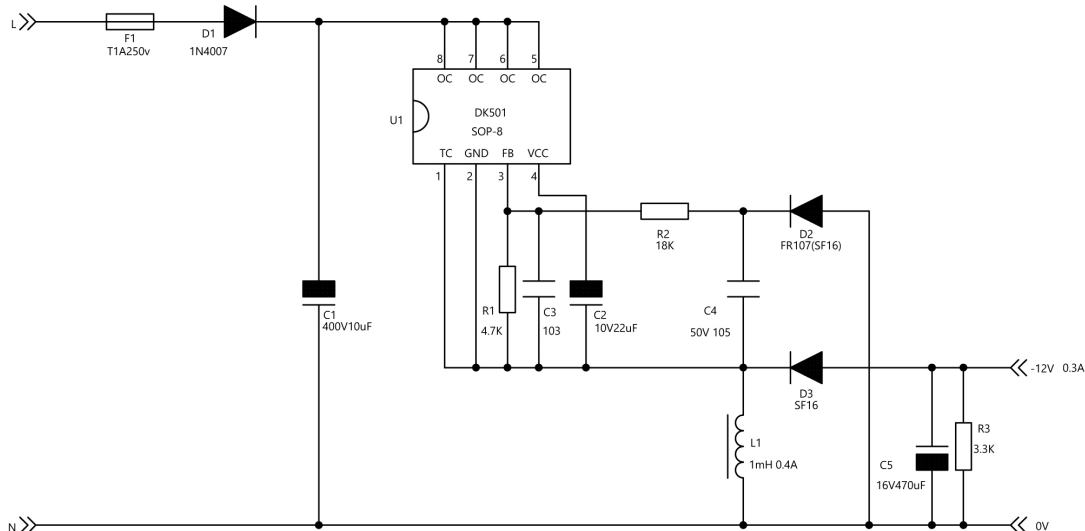 L
F1
T1A250v
D1
1N4007
8 7 6 5
OC OC OC OC
U1
DK501
SOP-8
TC GND FB VCC
1 2 3 4
R2
18K
D2
FR107(SF16)
C1
400V10uF
R1
4.7K
C3
103
C2
10V22uF
C4
50V 105
D3
SF16
-12V 0.3A
L1
1mH 0.4A
C5
16V470uF
R3
3.3K
N
0V